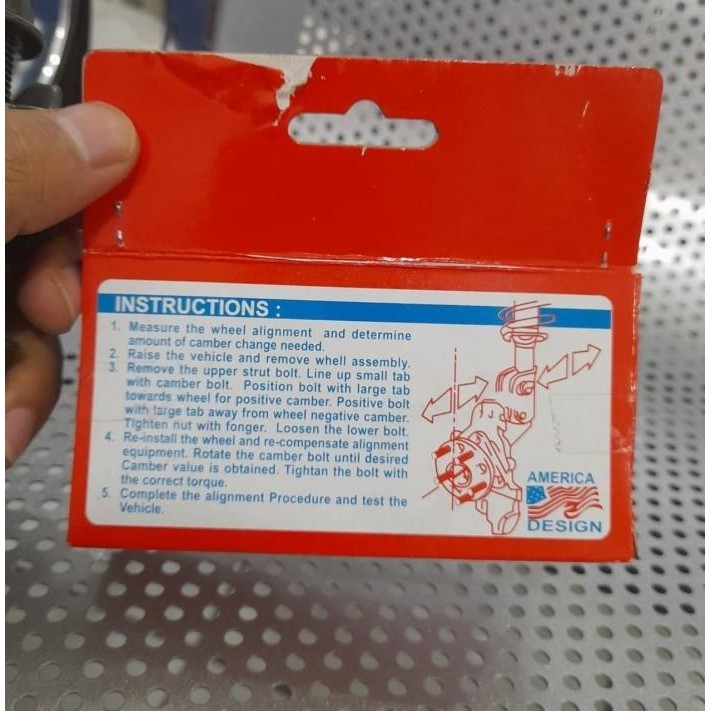 INSTRUCTIONS :
1. Measure the wheel alignment and determine
amount of camber change needed.
2. Raise the vehicle and remove whell assembly.
3. Remove the upper strut bolt. Line up small tab
with camber bolt. Position bolt with large tab
towards wheel for positive camber. Positive bolt
with large tab away from wheel negative camber.
Tighten nut with fonger. Loosen the lower bolt.
4. Re-install the wheel and re-compensate alignment
equipment. Rotate the camber bolt until desired
Camber value is obtained. Tightan the bolt with
the correct torque.
5. Complete the alignment Procedure and test the
Vehicle.
AMERICA
DESIGN